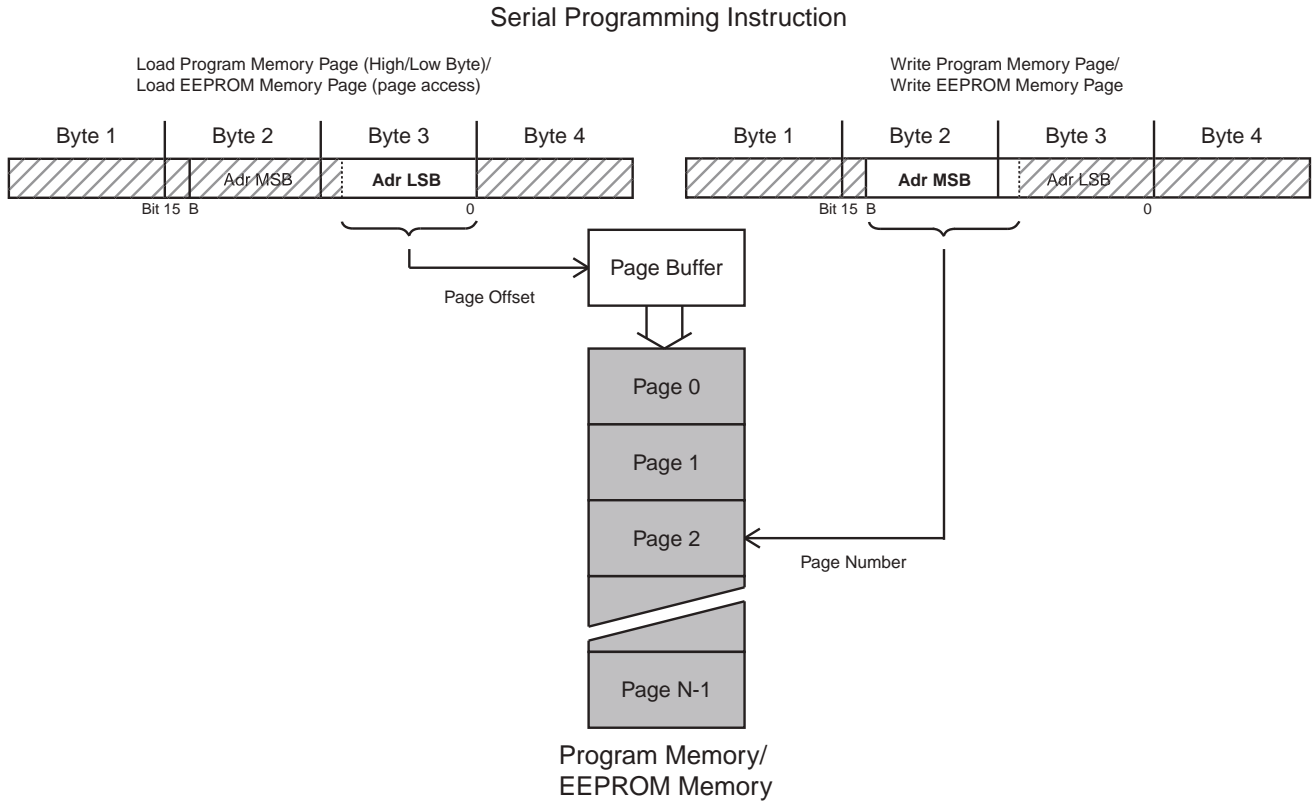 Serial Programming Instruction
Load Program Memory Page (High/Low Byte)/
Load EEPROM Memory Page (page access)
Write Program Memory Page/
Write EEPROM Memory Page
Byte 1 Byte 2 Byte 3 Byte 4
Byte 1 Byte 2 Byte 3 Byte 4
Adr MSB Adr LSB
Adr MSB Adr LSB
Bit 15 B 0
Bit 15 B 0
Page Buffer
Page Offset
Page 0
Page 1
Page 2
Page Number
Page N-1
Program Memory/
EEPROM Memory